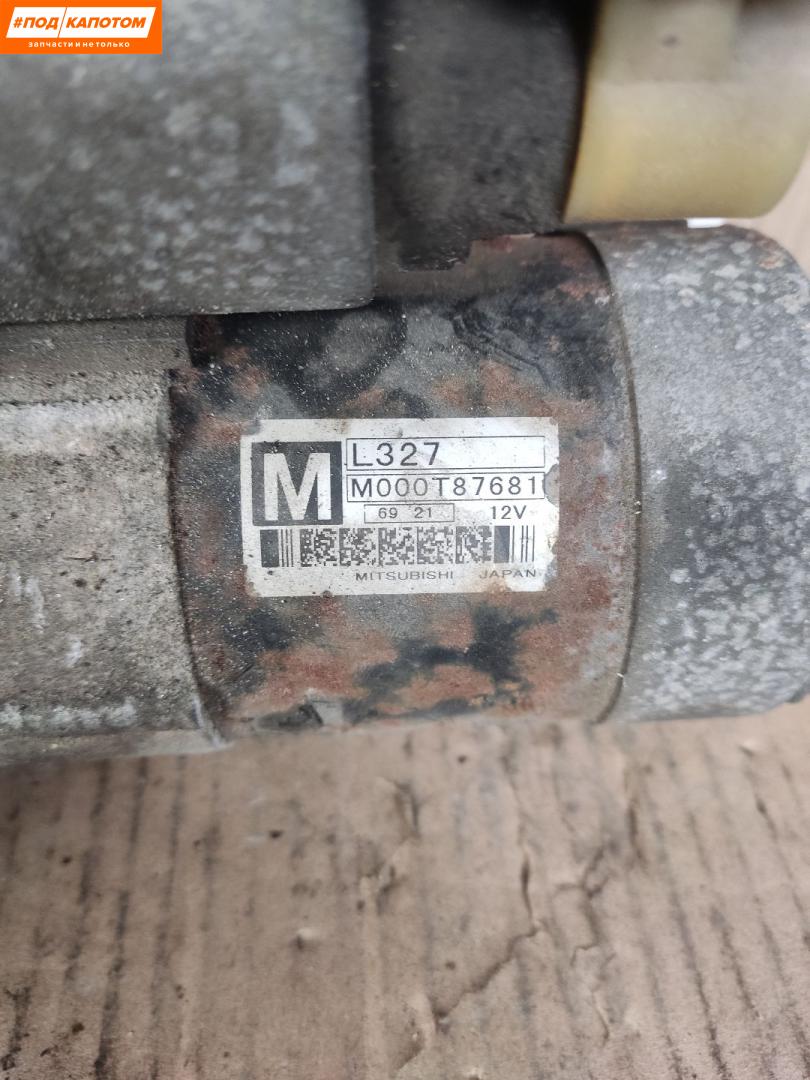 #ПОД КАПОТОМ
запчасти и не только
M
L327
M000T87681
69 21 12V
MITSUBISHI JAPAN